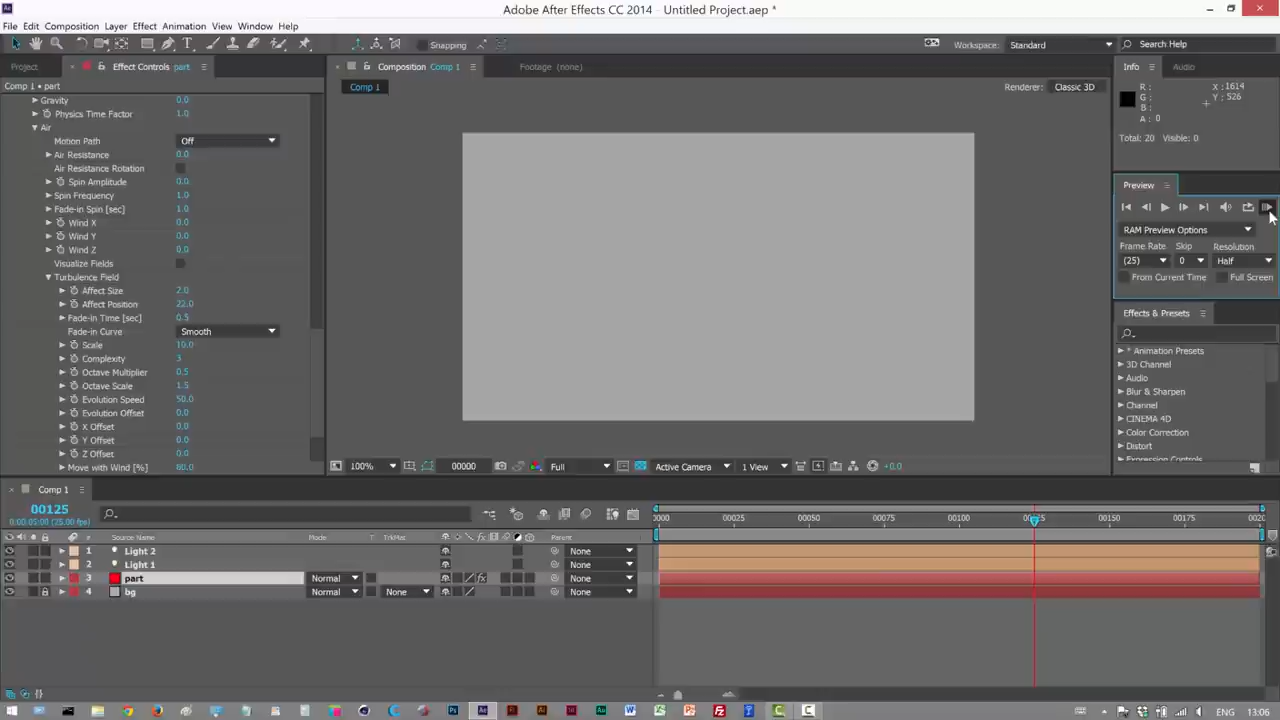 Adobe After Effects CC 2014 - Untitled Project.aep *
File Edit Composition Layer Effect Animation View Window Help
Snapping
Workspace: Standard
Search Help
Project
Effect Controls part
Composition Comp 1
Footage (none)
Info
Audio
Comp 1 • part
Comp 1
Renderer: Classic 3D
R :
G :
B :
A : 0
X : 1614
Y : 526
Total: 20 Visible: 0
Gravity 0.0
Physics Time Factor 1.0
Air
Motion Path Off
Air Resistance 0.0
Air Resistance Rotation
Spin Amplitude 0.0
Spin Frequency 1.0
Fade-in Spin [sec] 1.0
Wind X 0.0
Wind Y 0.0
Wind Z 0.0
Visualize Fields
Turbulence Field
Affect Size 2.0
Affect Position 22.0
Fade-in Time [sec] 0.5
Fade-in Curve Smooth
Scale 10.0
Complexity 3
Octave Multiplier 0.5
Octave Scale 1.5
Evolution Speed 50.0
Evolution Offset 0.0
X Offset 0.0
Y Offset 0.0
Z Offset 0.0
Move with Wind [%] 80.0
Preview
RAM Preview Options
Frame Rate Skip Resolution
(25) 0 Half
From Current Time Full Screen
Effects & Presets
* Animation Presets
3D Channel
Audio
Blur & Sharpen
Channel
CINEMA 4D
Color Correction
Distort
Expression Controls
100% 00000 Full Active Camera 1 View +0.0
Comp 1
00125
0:00:05:00 (25.00 fps)
0000 00025 00050 00075 00100 00125 00150 00175 0020
# Source Name Mode T TrkMat Parent
1 Light 2 None
2 Light 1 None
3 part Normal None
4 bg Normal None None
ENG 13:06